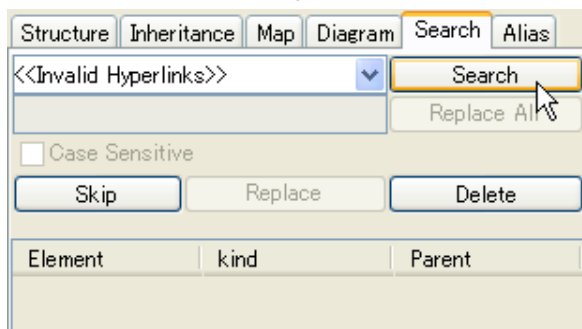 Structure Inheritance Map Diagram Search Alias
<<Invalid Hyperlinks>> Search
Replace All
Case Sensitive
Skip Replace Delete
Element kind Parent